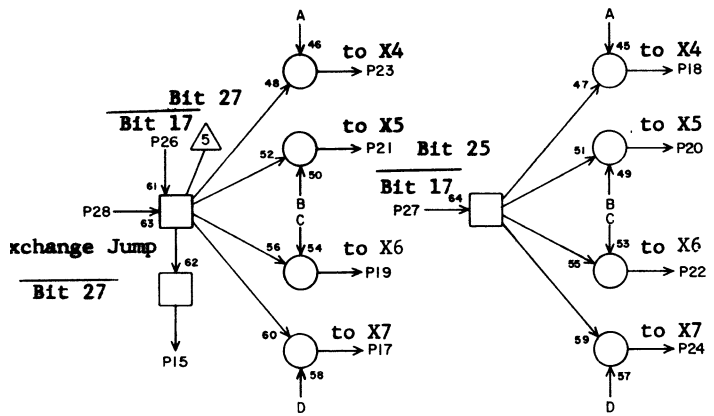 A
A
46
to X4
45
to X4
P23
P18
48
47
Bit 27
Bit 17
5
to X5
to X5
P26
52
P21
Bit 25
51
P20
50
49
61
Bit 17
B
B
P28
63
P27
64
C
C
xchange Jump
62
56
54
to X6
55
53
to X6
P19
P22
Bit 27
60
to X7
59
to X7
P17
P24
P15
58
57
D
D